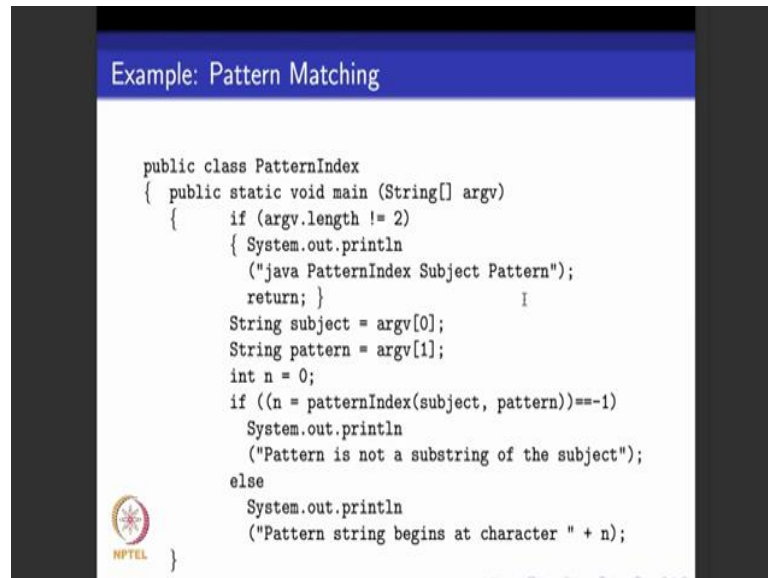 Example: Pattern Matching
public class PatternIndex
{ public static void main (String[] argv)
{ if (argv.length != 2)
{ System.out.println
("java PatternIndex Subject Pattern");
return; }
String subject = argv[0];
String pattern = argv[1];
int n = 0;
if ((n = patternIndex(subject, pattern))==-1)
System.out.println
("Pattern is not a substring of the subject");
else
System.out.println
("Pattern string begins at character " + n);
}
NPTEL